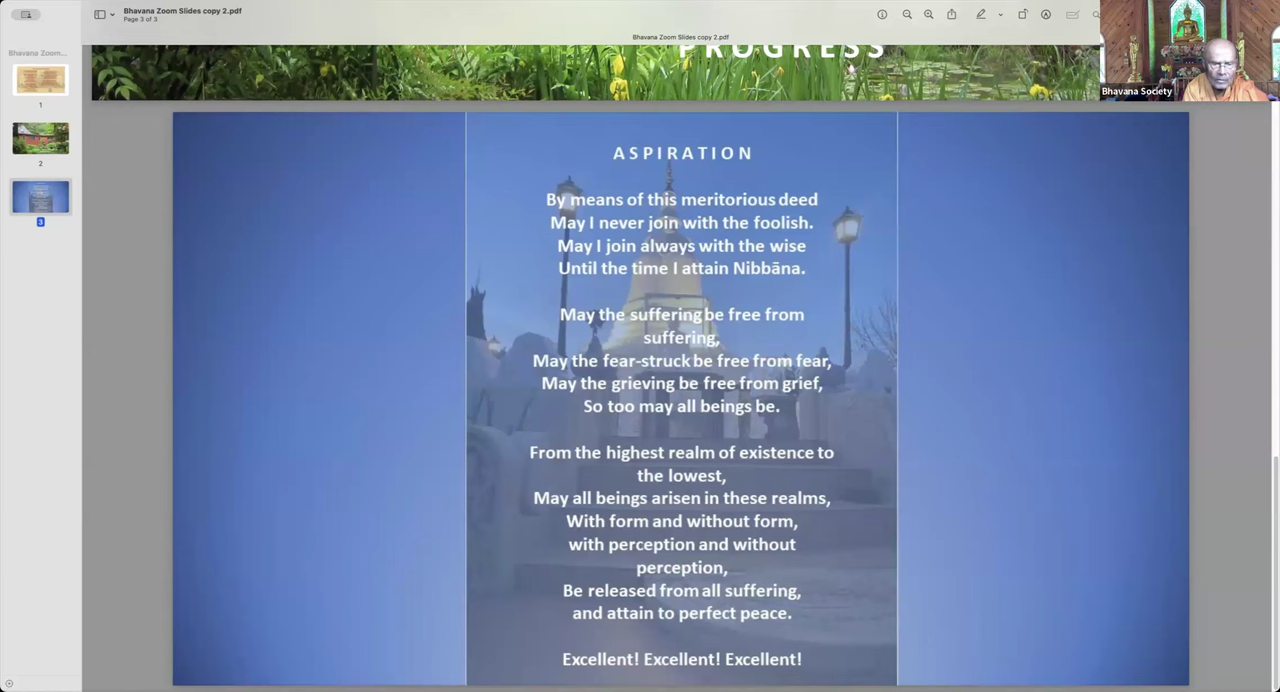 Bhavana Zoom Slides copy 2.pdf
Page 3 of 3
Bhavana Zoom Slides copy 2.pdf
Bhavana Zoom...
1
2
3
PROGRESS
Bhavana Society
ASPIRATION
By means of this meritorious deed
May I never join with the foolish.
May I join always with the wise
Until the time I attain Nibbāna.
May the suffering be free from
suffering,
May the fear-struck be free from fear,
May the grieving be free from grief,
So too may all beings be.
From the highest realm of existence to
the lowest,
May all beings arisen in these realms,
With form and without form,
with perception and without
perception,
Be released from all suffering,
and attain to perfect peace.
Excellent! Excellent! Excellent!